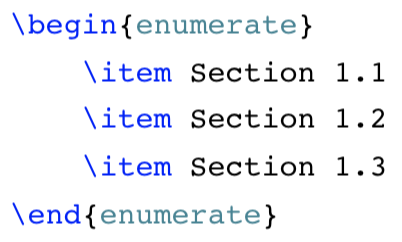 \begin{enumerate}
    \item Section 1.1
    \item Section 1.2
    \item Section 1.3
\end{enumerate}